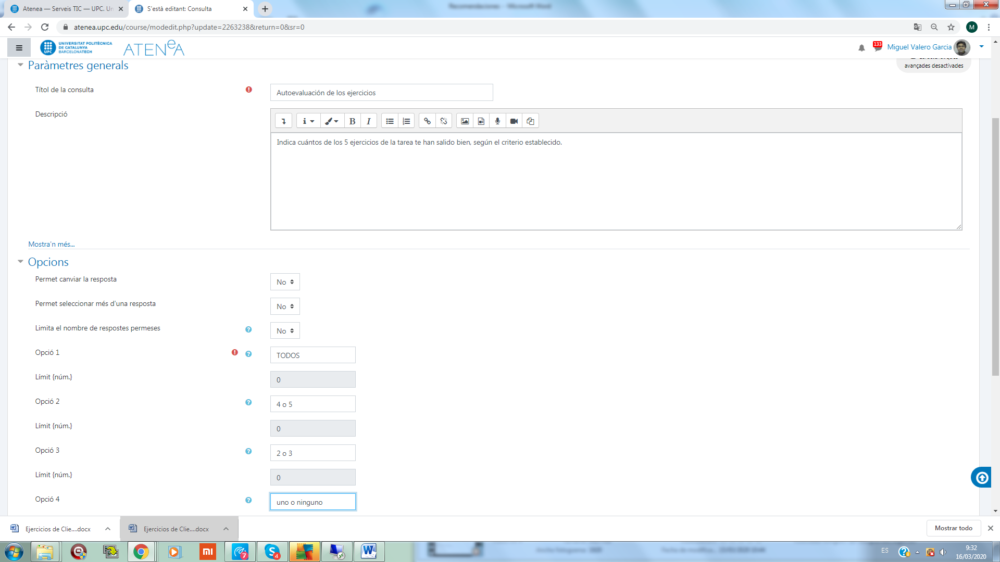 Atenea — Serveis TIC — UPC. Un
S'està editant: Consulta
Recomendaciones - Microsoft Word
atenea.upc.edu/course/modedit.php?update=2263238&return=0&sr=0
M
UNIVERSITAT POLITÈCNICA
DE CATALUNYA
BARCELONATECH
UPC
ATENeA
133
Miguel Valero Garcia
Paràmetres generals
avançades desactivades
Títol de la consulta
Autoevaluación de los ejercicios
Descripció
B I
Indica cuántos de los 5 ejercicios de la tarea te han salido bien, según el criterio establecido.
Mostra'n més...
Opcions
Permet canviar la resposta
No
Permet seleccionar més d'una resposta
No
Limita el nombre de respostes permeses
No
Opció 1
TODOS
Límit {núm.}
0
Opció 2
4 o 5
Límit {núm.}
0
Opció 3
2 o 3
Límit {núm.}
0
Opció 4
uno o ninguno
Ejercicios de Clie....docx
Ejercicios de Clie....docx
Mostrar todo
mi
7
4
ES
9:32
16/03/2020